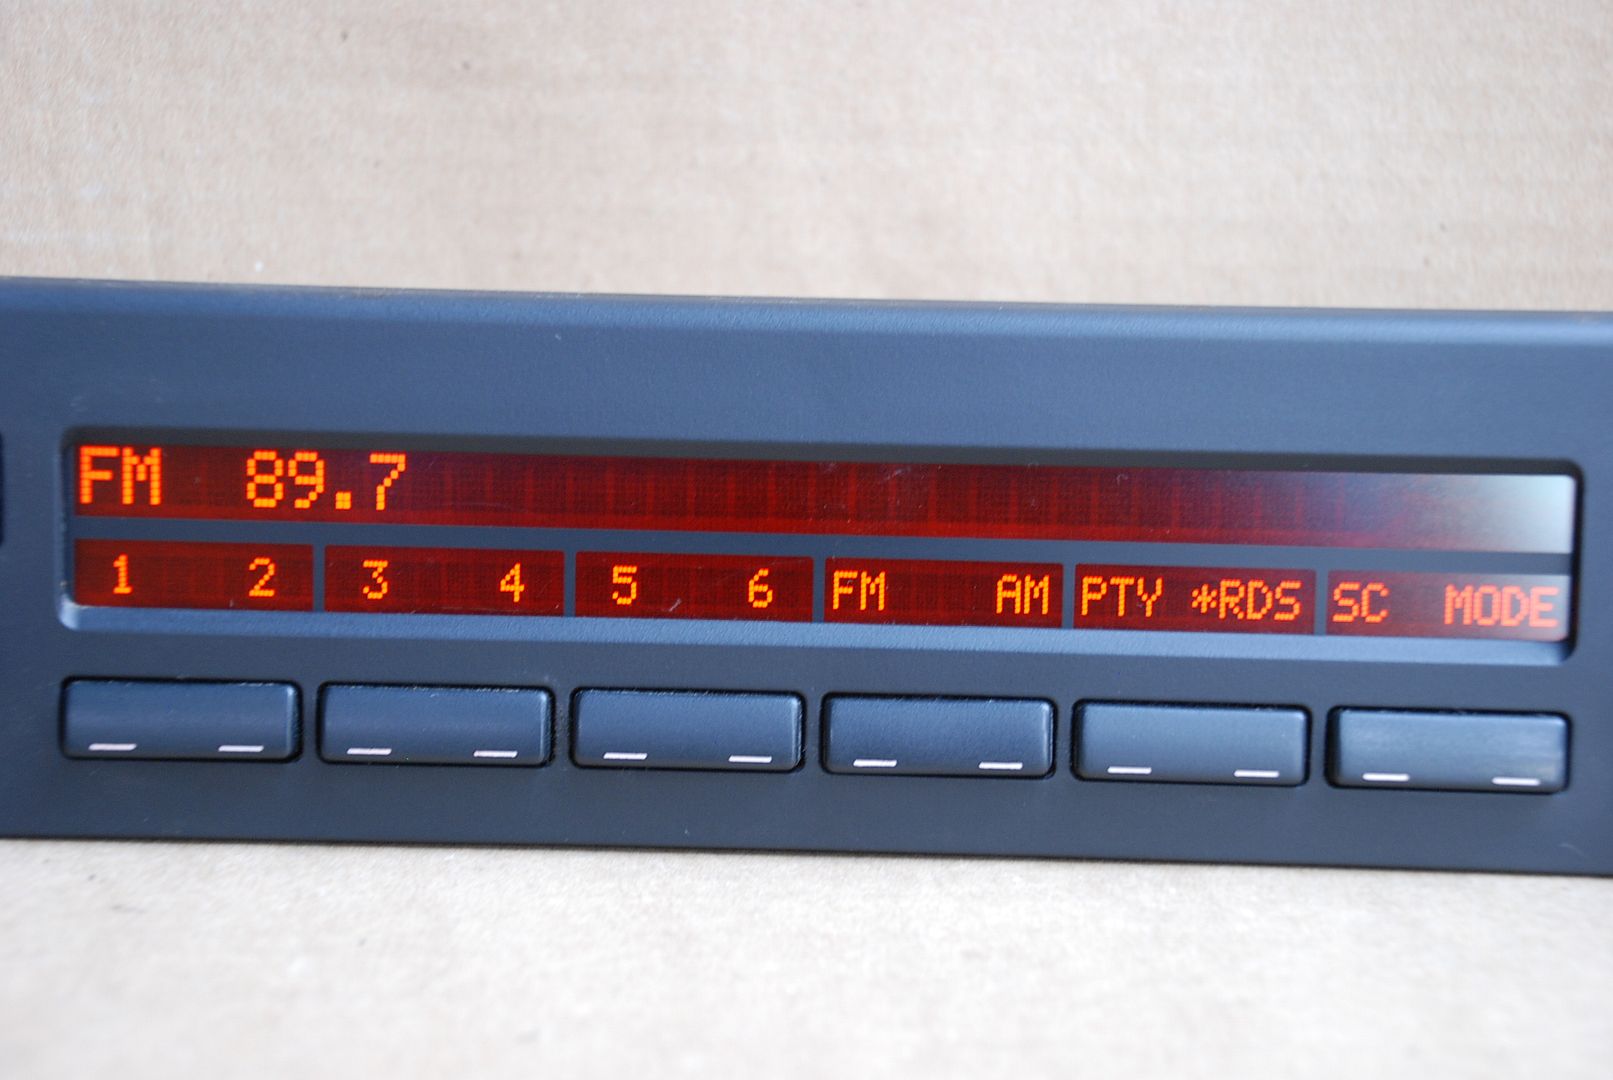 FM 89.7
1 2 3 4 5 6 FM AM PTY *RDS SC MODE